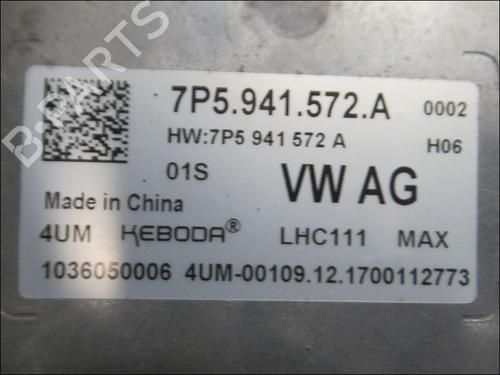 7P5.941.572.A 0002
HW:7P5 941 572 A H06
01S VW AG
Made in China
4UM KEBODA® LHC111 MAX
1036050006 4UM-00109.12.1700112773
B-PARTS